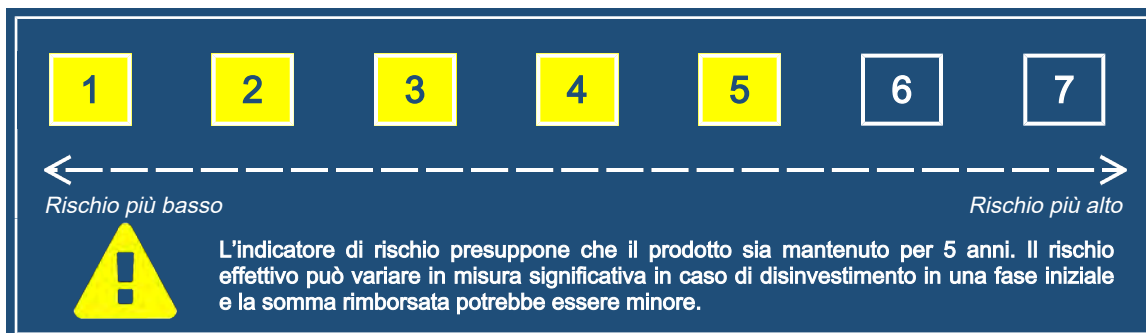 1 2 3 4 5 6 7
Rischio più basso Rischio più alto
L'indicatore di rischio presuppone che il prodotto sia mantenuto per 5 anni. Il rischio
effettivo può variare in misura significativa in caso di disinvestimento in una fase iniziale
e la somma rimborsata potrebbe essere minore.